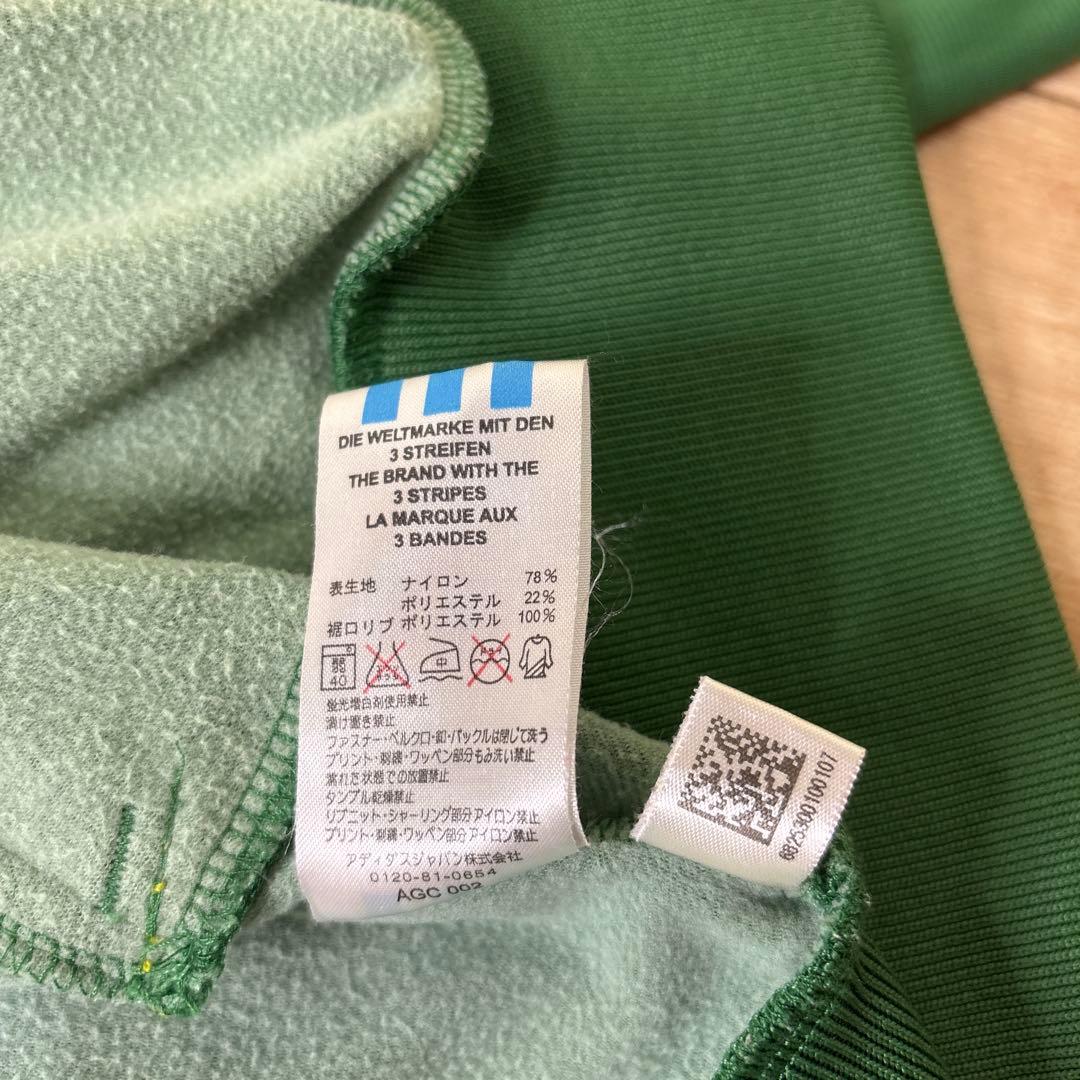 DIE WELTMARKE MIT DEN
3 STREIFEN
THE BRAND WITH THE
3 STRIPES
LA MARQUE AUX
3 BANDES
表生地 ナイロン 78%
ポリエステル 22%
裾口リブ ポリエステル 100%
40 中
蛍光増白剤使用禁止
漬け置き禁止
ファスナー・ベルクロ・釦・バックルは閉じて洗う
プリント・刺繍・ワッペン部分もみ洗い禁止
濡れた状態での放置禁止
タンブル乾燥禁止
リブニット・シャーリング部分アイロン禁止
プリント・刺繍・ワッペン部分アイロン禁止
アディダスジャパン株式会社
0120-81-0654
AGC 002